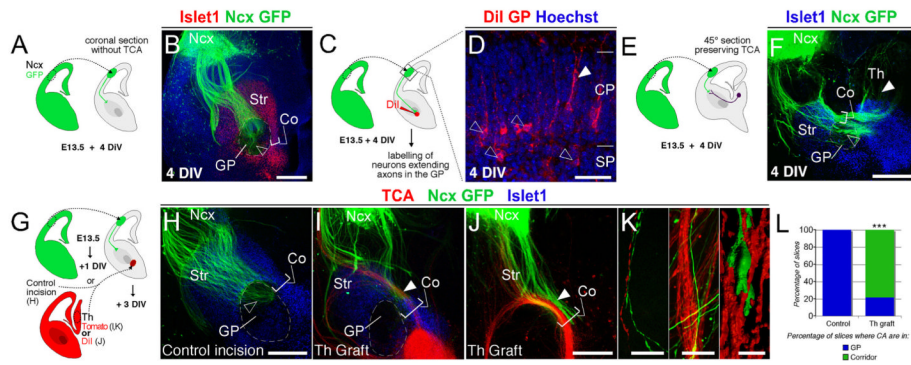 Islet1 Ncx GFP
DiI GP Hoechst
Islet1 Ncx GFP
A
coronal section
without TCA
Ncx
GFP
E13.5 + 4 DiV
B
Ncx
Str
Co
GP
4 DIV
C
DiI
E13.5 + 4 DIV
labelling of
neurons extending
axons in the GP
D
CP
SP
4 DIV
E
45° section
preserving TCA
E13.5 + 4 DiV
F
Ncx
Th
Co
Str
GP
4 DIV
TCA Ncx GFP Islet1
G
E13.5
+1 DIV
or
Control
incision
(H)
+ 3 DIV
Th
Tomato (I,K)
or
DiI (J)
H
Ncx
Str
Co
GP
Control incision
I
Ncx
Str
Co
GP
Th Graft
J
Ncx
Str
Co
Th Graft
K
L
***
Percentage of slices
100
80
60
40
20
0
Control
Th graft
Percentage of slices where CA are in:
GP
Corridor